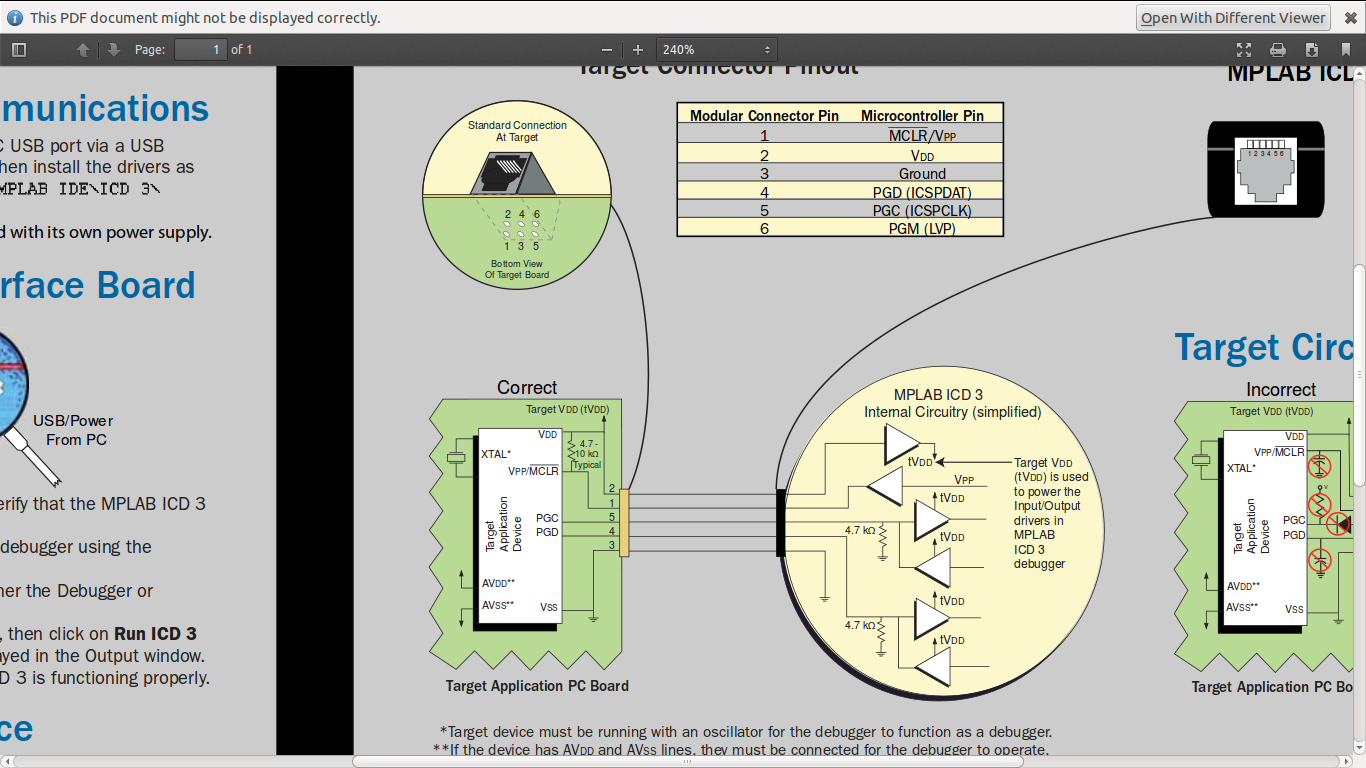 This PDF document might not be displayed correctly.
Open With Different Viewer
Page: 1 of 1
240%
munications
C USB port via a USB
hen install the drivers as
MPLAB IDE\ICD 3\
d with its own power supply.
rface Board
USB/Power
From PC
erify that the MPLAB ICD 3
debugger using the
her the Debugger or
, then click on Run ICD 3
ayed in the Output window.
D 3 is functioning properly.
ce
Target Connector Pinout
Standard Connection
At Target
2 4 6
1 3 5
Bottom View
Of Target Board
Modular Connector Pin Microcontroller Pin
1 MCLR/VPP
2 VDD
3 Ground
4 PGD (ICSPDAT)
5 PGC (ICSPCLK)
6 PGM (LVP)
MPLAB ICD
1 2 3 4 5 6
Correct
Target VDD (tVDD)
VDD
4.7 -
10 kΩ
Typical
XTAL*
VPP/MCLR
Target
Application
Device
PGC
PGD
AVDD**
AVSS**
VSS
2
1
5
4
3
Target Application PC Board
MPLAB ICD 3
Internal Circuitry (simplified)
tVDD
VPP
tVDD
4.7 kΩ
tVDD
tVDD
4.7 kΩ
tVDD
Target VDD
(tVDD) is used
to power the
Input/Output
drivers in
MPLAB
ICD 3
debugger
Target Circ
Incorrect
Target VDD (tVDD)
VDD
VPP/MCLR
XTAL*
Target
Application
Device
V
PGC
PGD
AVDD**
AVSS**
VSS
Target Application PC Bo
*Target device must be running with an oscillator for the debugger to function as a debugger.
**If the device has AVDD and AVSS lines, they must be connected for the debugger to operate.